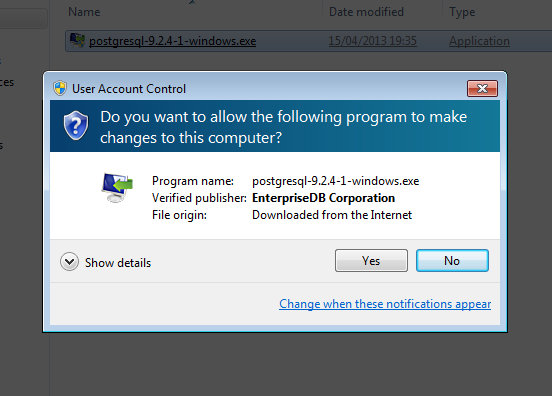 Name Date modified Type
postgresql-9.2.4-1-windows.exe 15/04/2013 19:35 Application
ces
s
User Account Control
Do you want to allow the following program to make
changes to this computer?
Program name: postgresql-9.2.4-1-windows.exe
Verified publisher: EnterpriseDB Corporation
File origin: Downloaded from the Internet
Show details Yes No
Change when these notifications appear